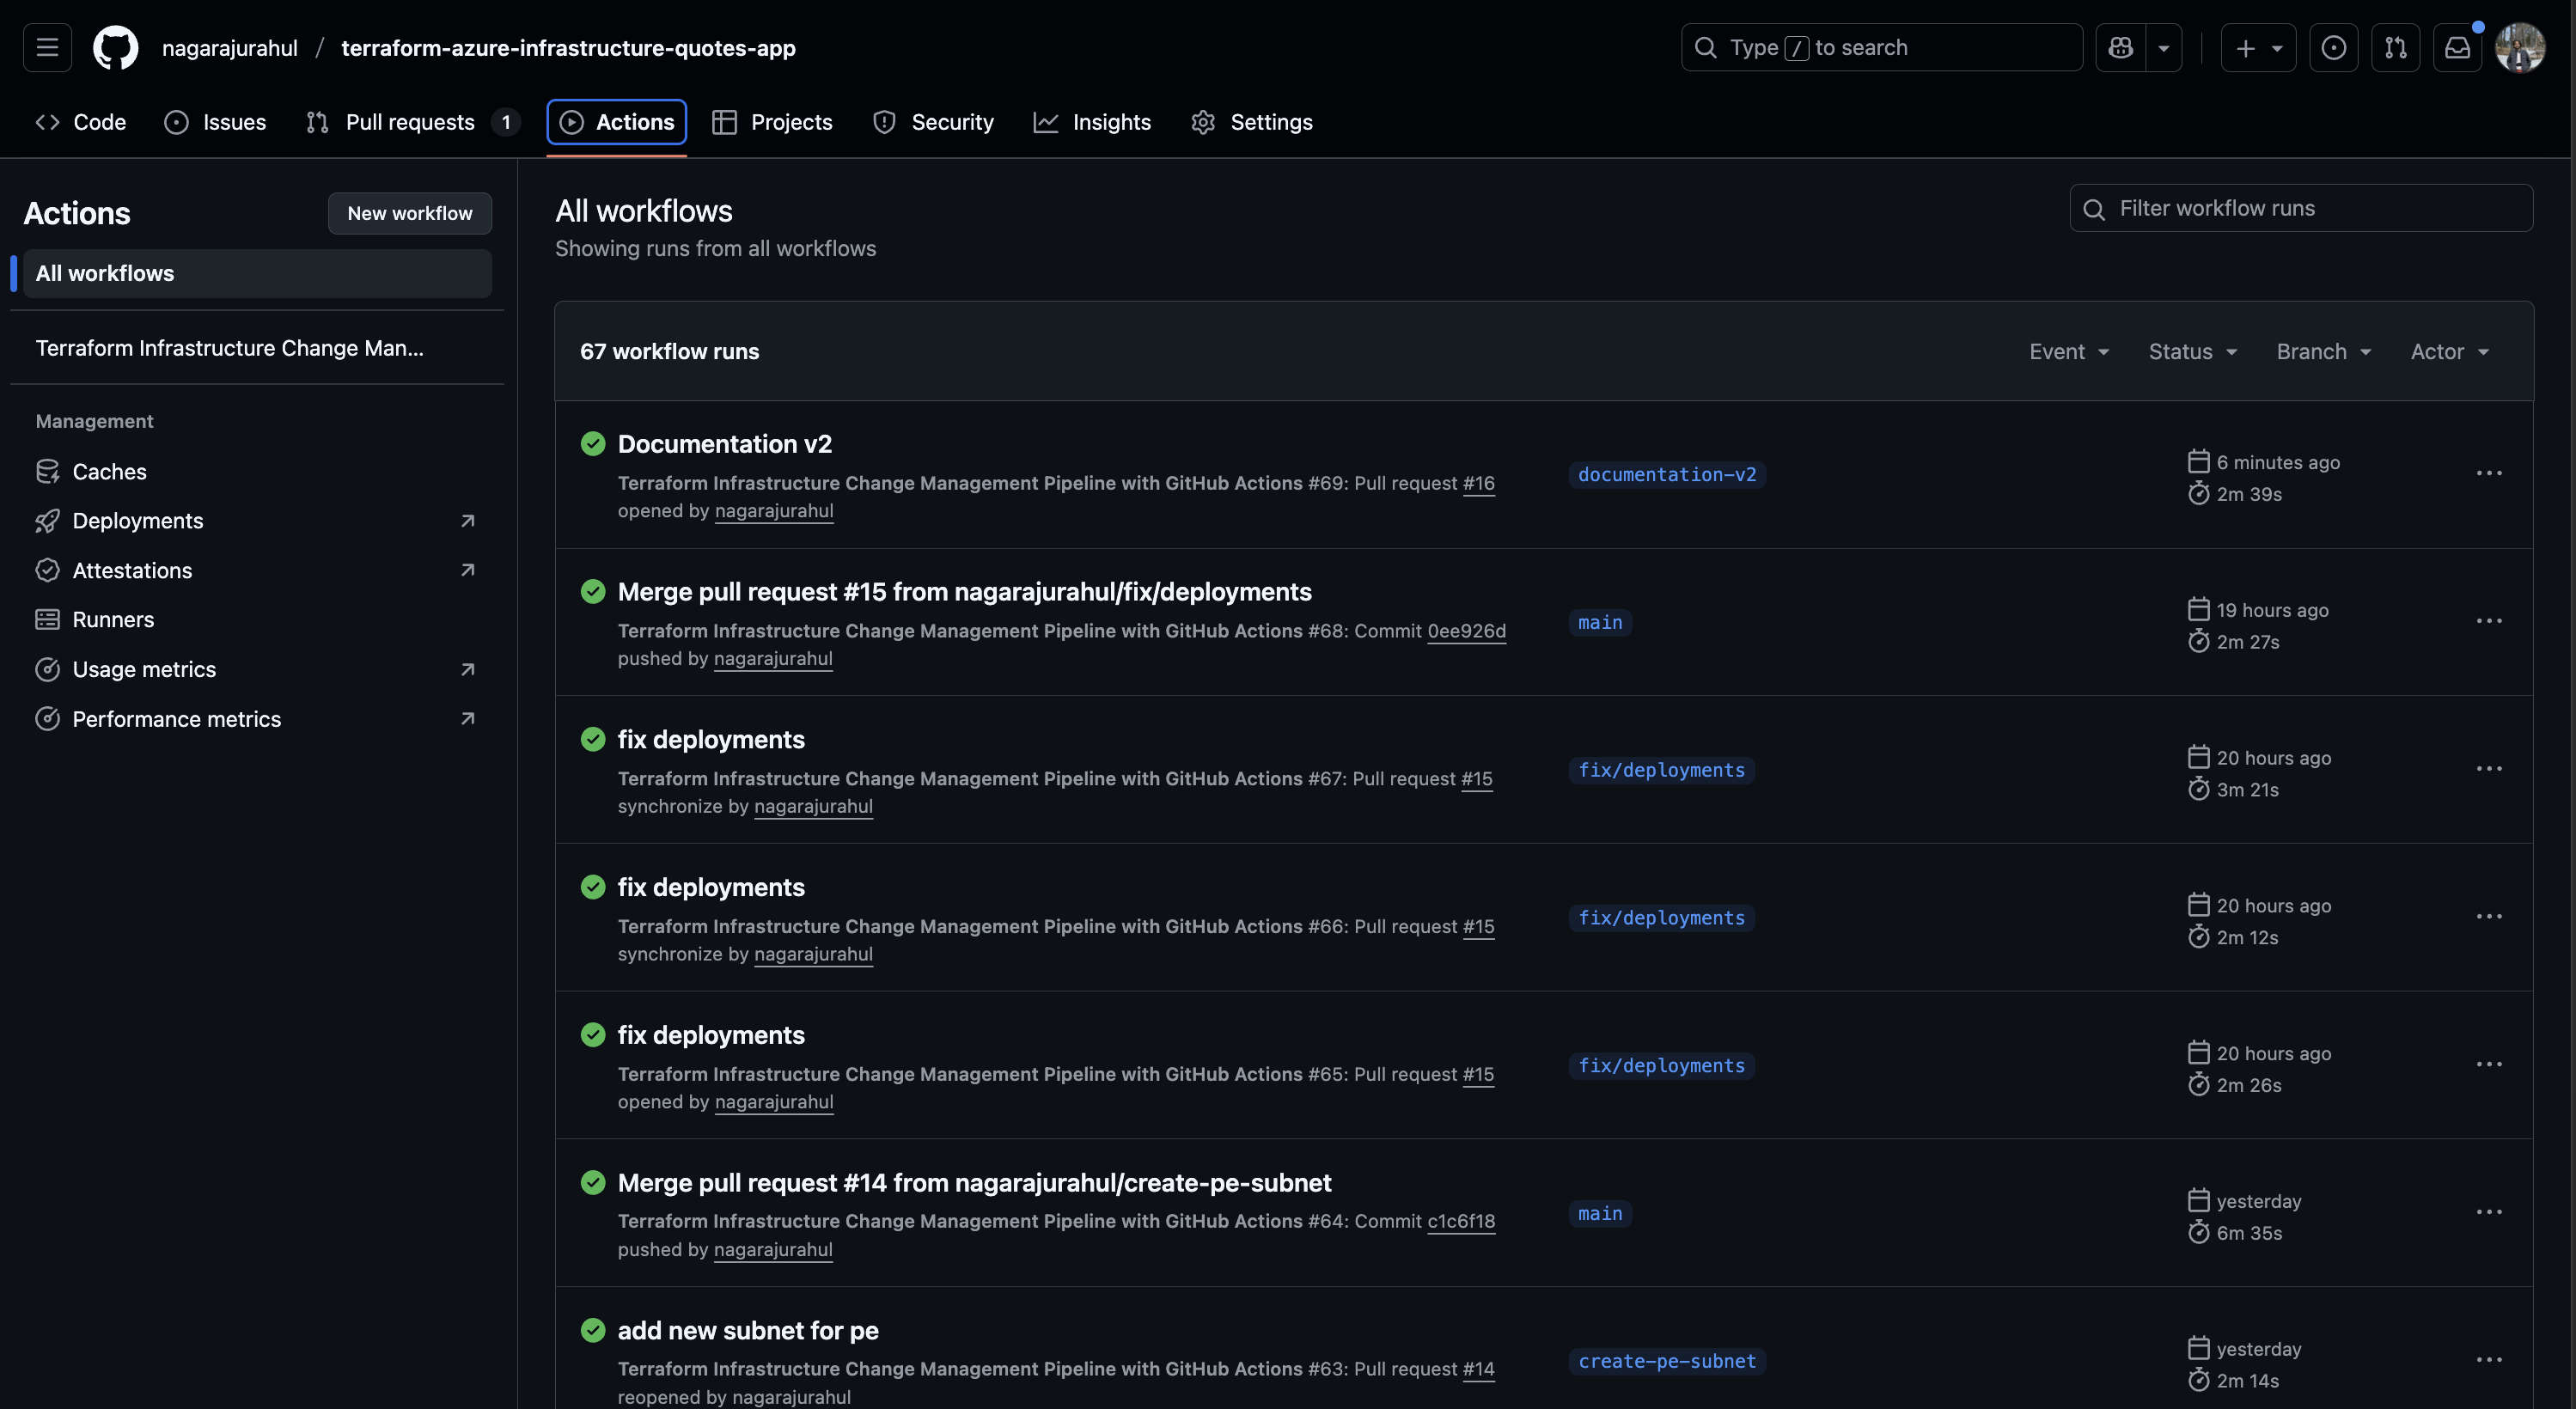 nagarajurahul / terraform-azure-infrastructure-quotes-app
Type / to search
Code
Issues
Pull requests 1
Actions
Projects
Security
Insights
Settings
Actions
New workflow
All workflows
Terraform Infrastructure Change Man...
Management
Caches
Deployments
Attestations
Runners
Usage metrics
Performance metrics
All workflows
Showing runs from all workflows
Filter workflow runs
67 workflow runs
Event
Status
Branch
Actor
Documentation v2
Terraform Infrastructure Change Management Pipeline with GitHub Actions #69: Pull request #16
opened by nagarajurahul
documentation-v2
6 minutes ago
2m 39s
Merge pull request #15 from nagarajurahul/fix/deployments
Terraform Infrastructure Change Management Pipeline with GitHub Actions #68: Commit 0ee926d
pushed by nagarajurahul
main
19 hours ago
2m 27s
fix deployments
Terraform Infrastructure Change Management Pipeline with GitHub Actions #67: Pull request #15
synchronize by nagarajurahul
fix/deployments
20 hours ago
3m 21s
fix deployments
Terraform Infrastructure Change Management Pipeline with GitHub Actions #66: Pull request #15
synchronize by nagarajurahul
fix/deployments
20 hours ago
2m 12s
fix deployments
Terraform Infrastructure Change Management Pipeline with GitHub Actions #65: Pull request #15
opened by nagarajurahul
fix/deployments
20 hours ago
2m 26s
Merge pull request #14 from nagarajurahul/create-pe-subnet
Terraform Infrastructure Change Management Pipeline with GitHub Actions #64: Commit c1c6f18
pushed by nagarajurahul
main
yesterday
6m 35s
add new subnet for pe
Terraform Infrastructure Change Management Pipeline with GitHub Actions #63: Pull request #14
reopened by nagarajurahul
create-pe-subnet
yesterday
2m 14s